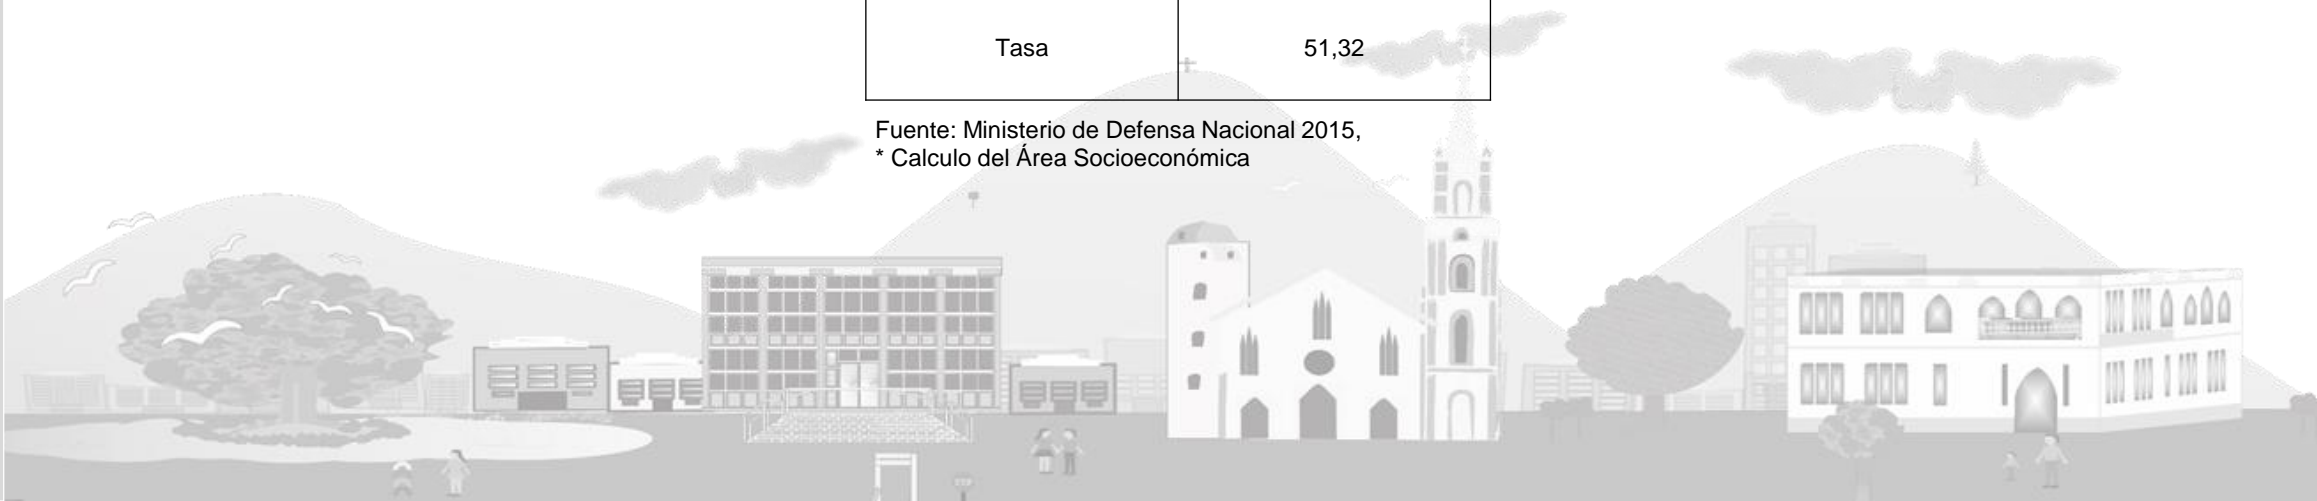 Tasa 51,32
Fuente: Ministerio de Defensa Nacional 2015,
* Calculo del Área Socioeconómica